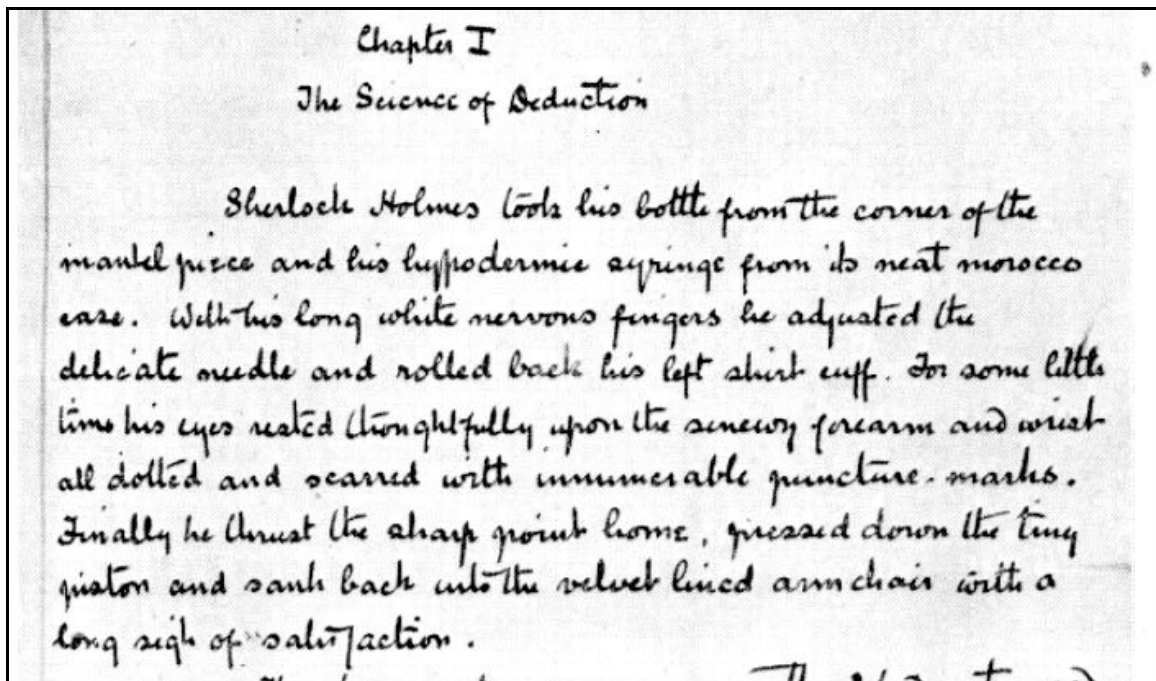 Chapter I
The Science of Deduction
Sherlock Holmes took his bottle from the corner of the
mantel piece and his hypodermic syringe from its neat morocco
case. With his long white nervous fingers he adjusted the
delicate needle and rolled back his left shirt cuff. For some little
time his eyes rested thoughtfully upon the sinewy forearm and wrist
all dotted and scarred with innumerable puncture-marks.
Finally he thrust the sharp point home, pressed down the tiny
piston and sank back into the velvet lined armchair with a
long sigh of satisfaction.